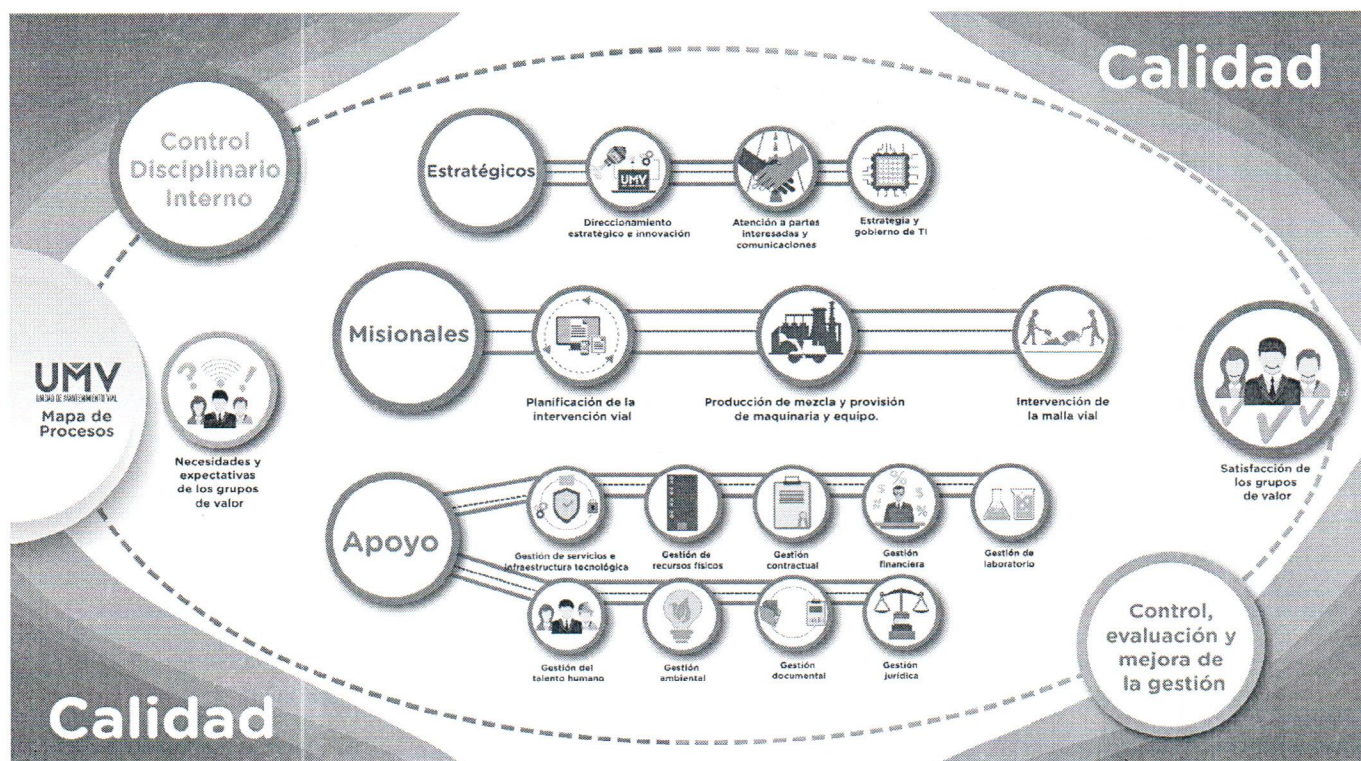 Calidad
Control
Disciplinario
Interno
Estratégicos
UMV
Direccionamiento
estratégico e innovación
Atención a partes
interesadas y
comunicaciones
Estrategia y
gobierno de TI
Misionales
Planificación de la
intervención vial
Producción de mezcla y provisión
de maquinaria y equipo.
Intervención de
la malla vial
UMV
UNIDAD DE MANTENIMIENTO VIAL
Mapa de
Procesos
Necesidades y
expectativas
de los grupos
de valor
Satisfacción de
los grupos
de valor
Apoyo
Gestión de servicios e
infraestructura tecnológica
Gestión de
recursos físicos
Gestión
contractual
Gestión
financiera
Gestión de
laboratorio
Gestión del
talento humano
Gestión
ambiental
Gestión
documental
Gestión
jurídica
Control,
evaluación y
mejora de
la gestión
Calidad